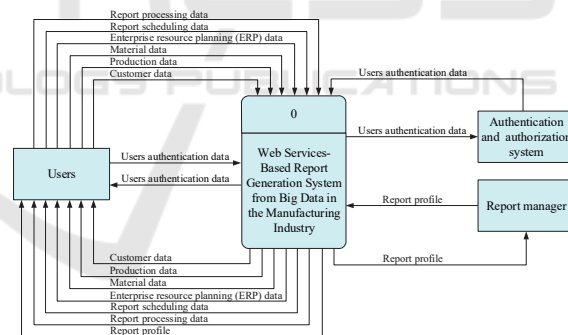 Report processing data
Report scheduling data
Enterprise resource planning (ERP) data
Material data
Production data
Customer data
Users authentication data
0
Users authentication data
Authentication
and authorization
system
Users
Users authentication data
Users authentication data
Web Services-
Based Report
Generation System
from Big Data in
the Manufacturing
Industry
Report profile
Report manager
Report profile
Customer data
Production data
Material data
Enterprise resource planning (ERP) data
Report scheduling data
Report processing data
Report profile